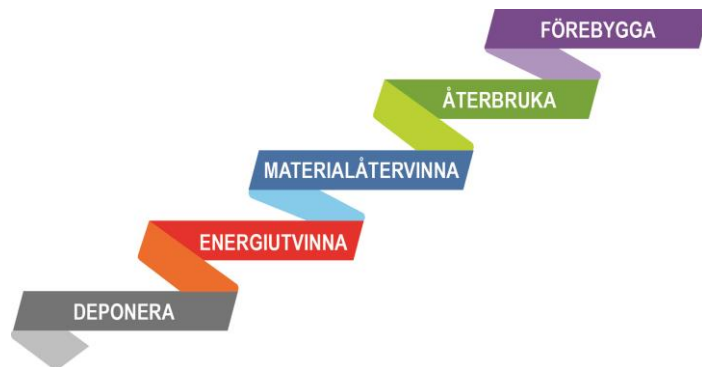 FÖREBYGGA
ÅTERBRUKA
MATERIALÅTERVINNA
ENERGIUTVINNA
DEPONERA